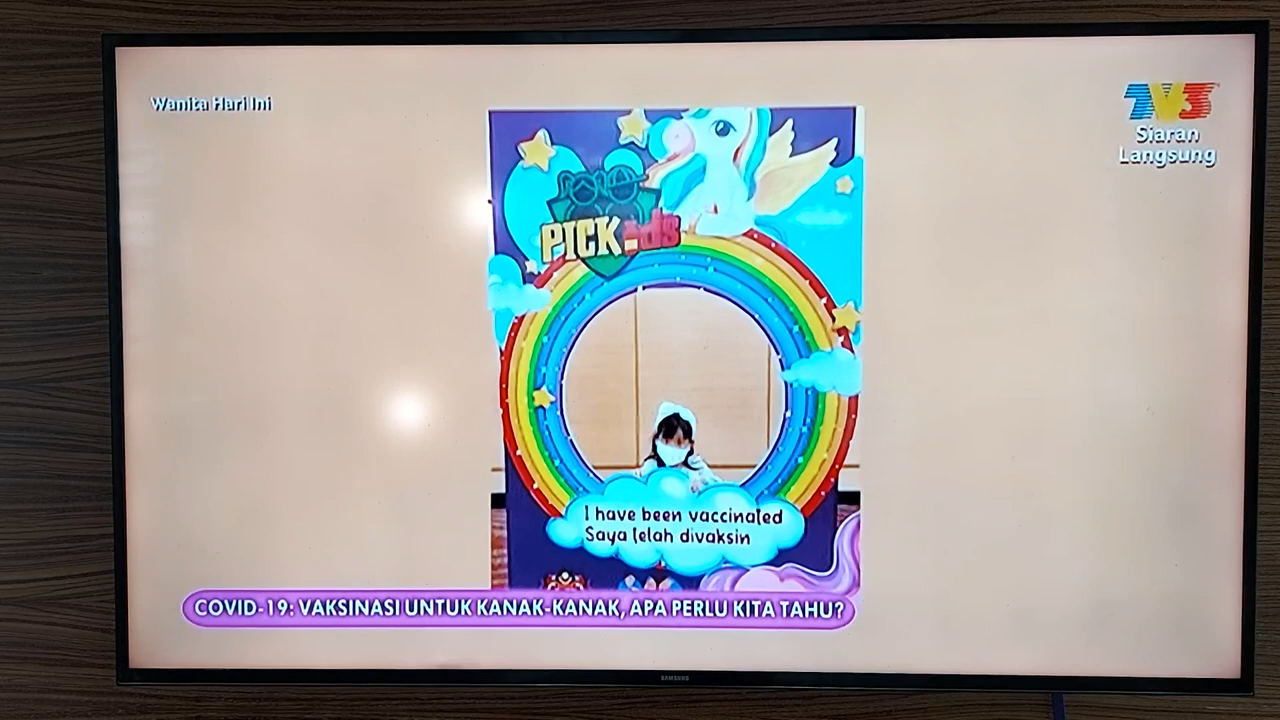 Wanita Hari Ini
TV3
Siaran
Langsung
PICKids
I have been vaccinated
Saya telah divaksin
COVID-19: VAKSINASI UNTUK KANAK-KANAK, APA PERLU KITA TAHU?
SAMSUNG